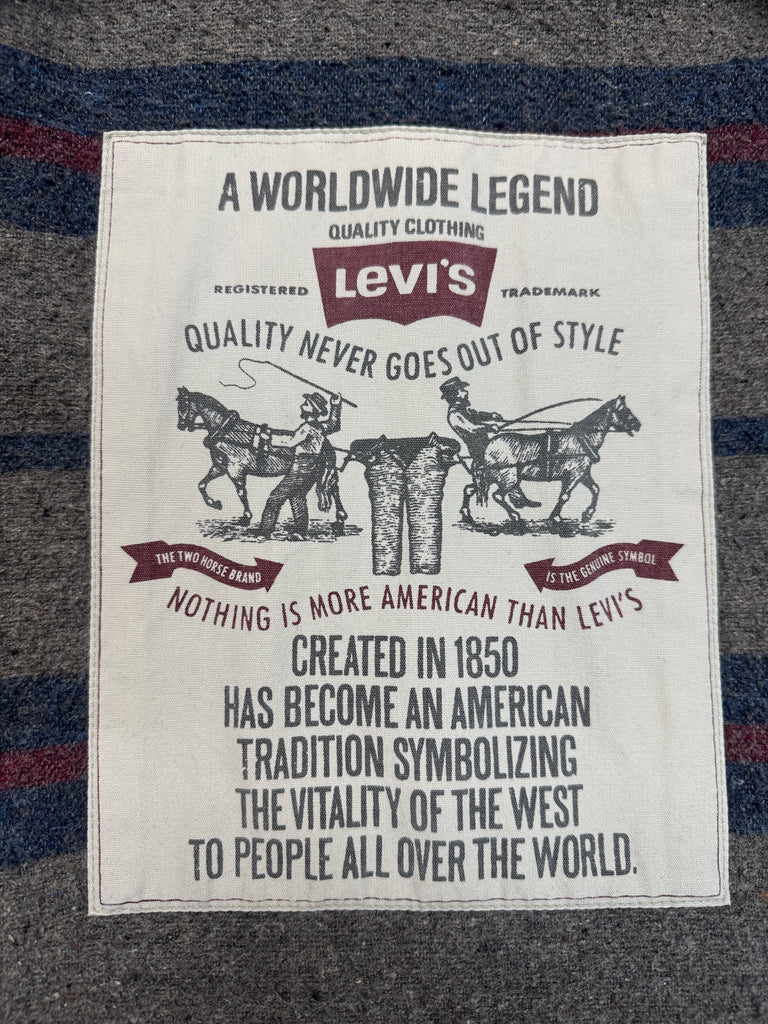 A WORLDWIDE LEGEND
QUALITY CLOTHING
REGISTERED LEVI'S TRADEMARK
QUALITY NEVER GOES OUT OF STYLE
THE TWO HORSE BRAND IS THE GENUINE SYMBOL
NOTHING IS MORE AMERICAN THAN LEVI'S
CREATED IN 1850
HAS BECOME AN AMERICAN
TRADITION SYMBOLIZING
THE VITALITY OF THE WEST
TO PEOPLE ALL OVER THE WORLD.